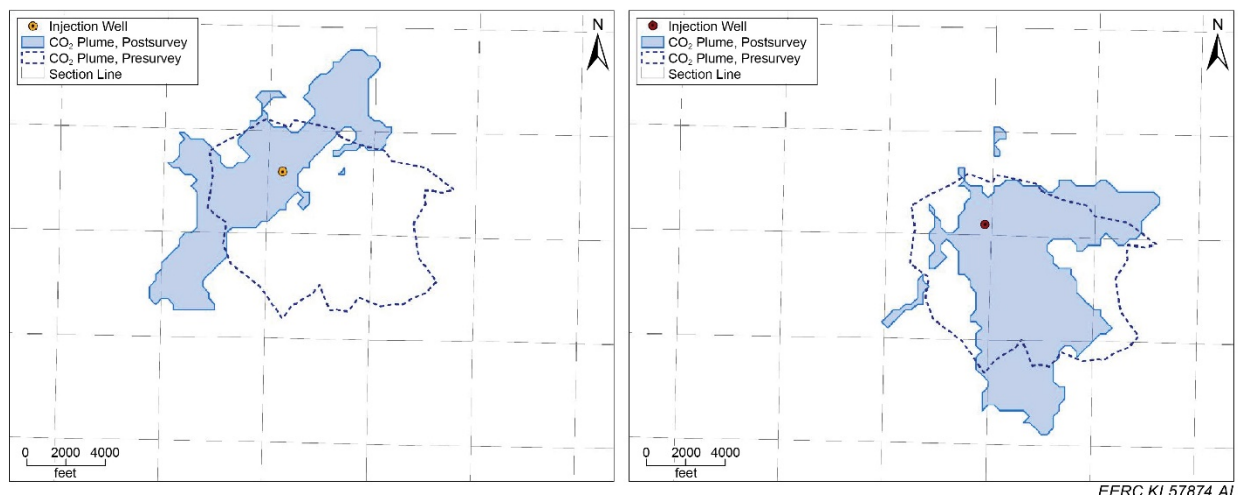 Injection Well
CO₂ Plume, Postsurvey
CO₂ Plume, Presurvey
Section Line
N
0 2000 4000
feet
Injection Well
CO₂ Plume, Postsurvey
CO₂ Plume, Presurvey
Section Line
N
0 2000 4000
feet
EERC KL57874.AI